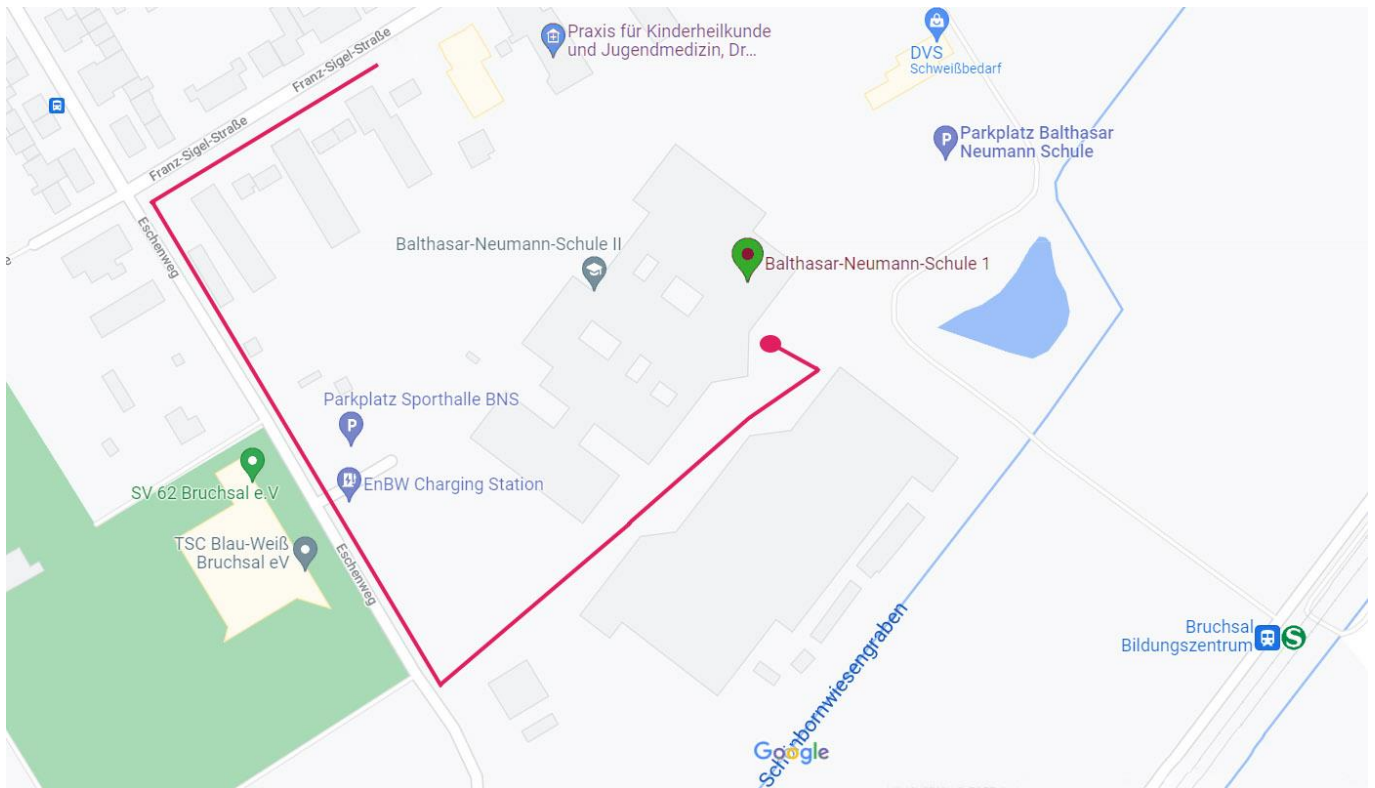 Praxis für Kinderheilkunde
und Jugendmedizin, Dr...
DVS
Schweißbedarf
Franz-Sigel-Straße
Franz-Sigel-Straße
Parkplatz Balthasar
Neumann Schule
Eschenweg
Balthasar-Neumann-Schule II
Balthasar-Neumann-Schule 1
e
Parkplatz Sporthalle BNS
P
P
EnBW Charging Station
SV 62 Bruchsal e.V
TSC Blau-Weiß
Bruchsal eV
Eschenweg
Bruchsal
Bildungszentrum
S
Schönbornwiesengraben
Google